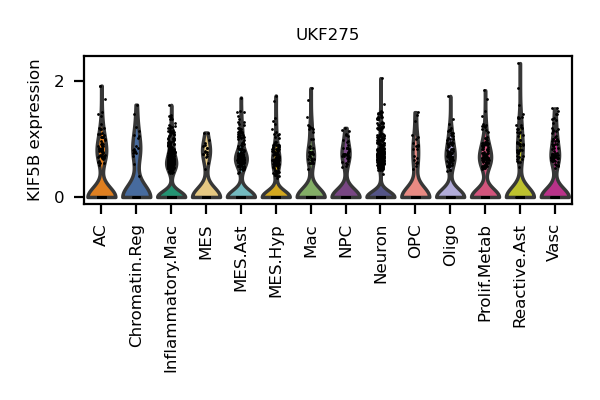 UKF275
KIF5B expression
2
0
AC
Chromatin.Reg
Inflammatory.Mac
MES
MES.Ast
MES.Hyp
Mac
NPC
Neuron
OPC
Oligo
Prolif.Metab
Reactive.Ast
Vasc